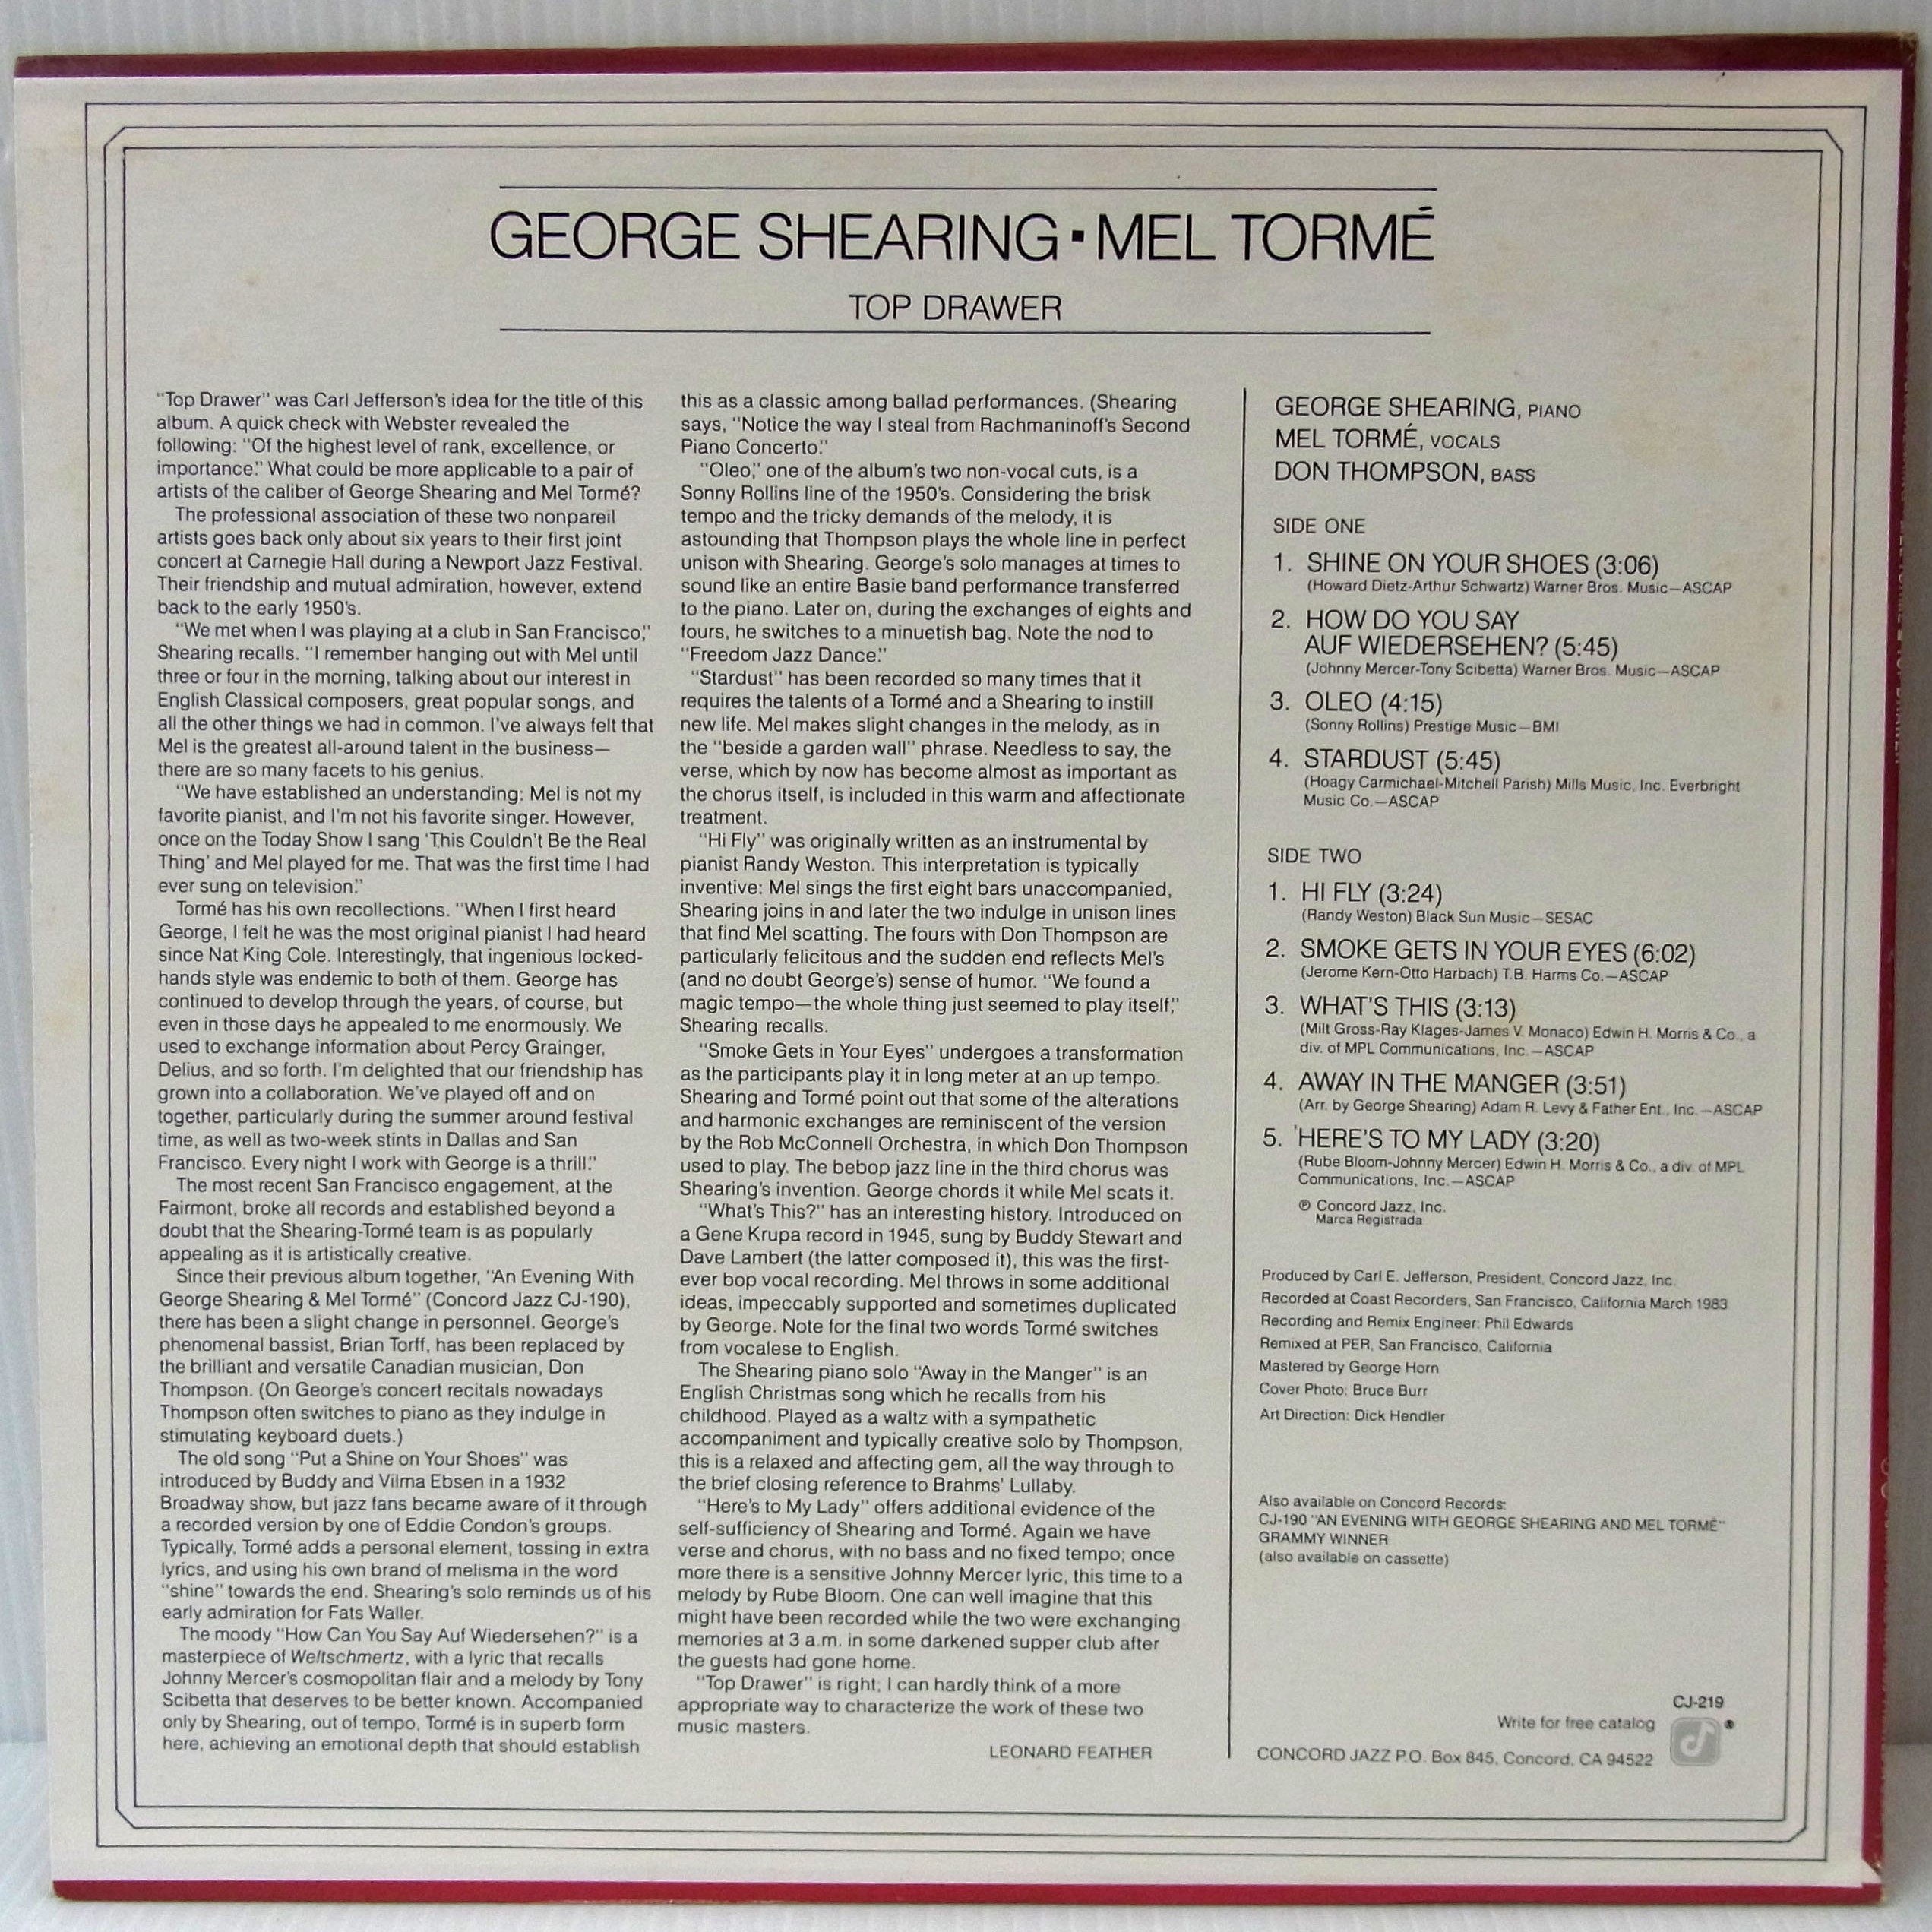 GEORGE SHEARING ▪ MEL TORMÉ
TOP DRAWER
"Top Drawer" was Carl Jefferson's idea for the title of this
album. A quick check with Webster revealed the
following: "Of the highest level of rank, excellence, or
importance." What could be more applicable to a pair of
artists of the caliber of George Shearing and Mel Tormé?
The professional association of these two nonpareil
artists goes back only about six years to their first joint
concert at Carnegie Hall during a Newport Jazz Festival.
Their friendship and mutual admiration, however, extend
back to the early 1950's.
"We met when I was playing at a club in San Francisco,"
Shearing recalls. "I remember hanging out with Mel until
three or four in the morning, talking about our interest in
English Classical composers, great popular songs, and
all the other things we had in common. I've always felt that
Mel is the greatest all-around talent in the business—
there are so many facets to his genius.
"We have established an understanding: Mel is not my
favorite pianist, and I'm not his favorite singer. However,
once on the Today Show I sang 'This Couldn't Be the Real
Thing' and Mel played for me. That was the first time I had
ever sung on television."
Tormé has his own recollections. "When I first heard
George, I felt he was the most original pianist I had heard
since Nat King Cole. Interestingly, that ingenious locked-
hands style was endemic to both of them. George has
continued to develop through the years, of course, but
even in those days he appealed to me enormously. We
used to exchange information about Percy Grainger,
Delius, and so forth. I'm delighted that our friendship has
grown into a collaboration. We've played off and on
together, particularly during the summer around festival
time, as well as two-week stints in Dallas and San
Francisco. Every night I work with George is a thrill."
The most recent San Francisco engagement, at the
Fairmont, broke all records and established beyond a
doubt that the Shearing-Tormé team is as popularly
appealing as it is artistically creative.
Since their previous album together, "An Evening With
George Shearing & Mel Tormé" (Concord Jazz CJ-190),
there has been a slight change in personnel. George's
phenomenal bassist, Brian Torff, has been replaced by
the brilliant and versatile Canadian musician, Don
Thompson. (On George's concert recitals nowadays
Thompson often switches to piano as they indulge in
stimulating keyboard duets.)
The old song "Put a Shine on Your Shoes" was
introduced by Buddy and Vilma Ebsen in a 1932
Broadway show, but jazz fans became aware of it through
a recorded version by one of Eddie Condon's groups.
Typically, Tormé adds a personal element, tossing in extra
lyrics, and using his own brand of melisma in the word
"shine" towards the end. Shearing's solo reminds us of his
early admiration for Fats Waller.
The moody "How Can You Say Auf Wiedersehen?" is a
masterpiece of Weltschmertz, with a lyric that recalls
Johnny Mercer's cosmopolitan flair and a melody by Tony
Scibetta that deserves to be better known. Accompanied
only by Shearing, out of tempo, Tormé is in superb form
here, achieving an emotional depth that should establish
this as a classic among ballad performances. (Shearing
says, "Notice the way I steal from Rachmaninoff's Second
Piano Concerto."
"Oleo," one of the album's two non-vocal cuts, is a
Sonny Rollins line of the 1950's. Considering the brisk
tempo and the tricky demands of the melody, it is
astounding that Thompson plays the whole line in perfect
unison with Shearing. George's solo manages at times to
sound like an entire Basie band performance transferred
to the piano. Later on, during the exchanges of eights and
fours, he switches to a minuetish bag. Note the nod to
"Freedom Jazz Dance."
"Stardust" has been recorded so many times that it
requires the talents of a Tormé and a Shearing to instill
new life. Mel makes slight changes in the melody, as in
the "beside a garden wall" phrase. Needless to say, the
verse, which by now has become almost as important as
the chorus itself, is included in this warm and affectionate
treatment.
"Hi Fly" was originally written as an instrumental by
pianist Randy Weston. This interpretation is typically
inventive: Mel sings the first eight bars unaccompanied,
Shearing joins in and later the two indulge in unison lines
that find Mel scatting. The fours with Don Thompson are
particularly felicitous and the sudden end reflects Mel's
(and no doubt George's) sense of humor. "We found a
magic tempo—the whole thing just seemed to play itself,"
Shearing recalls.
"Smoke Gets in Your Eyes" undergoes a transformation
as the participants play it in long meter at an up tempo.
Shearing and Tormé point out that some of the alterations
and harmonic exchanges are reminiscent of the version
by the Rob McConnell Orchestra, in which Don Thompson
used to play. The bebop jazz line in the third chorus was
Shearing's invention. George chords it while Mel scats it.
"What's This?" has an interesting history. Introduced on
a Gene Krupa record in 1945, sung by Buddy Stewart and
Dave Lambert (the latter composed it), this was the first-
ever bop vocal recording. Mel throws in some additional
ideas, impeccably supported and sometimes duplicated
by George. Note for the final two words Tormé switches
from vocalese to English.
The Shearing piano solo "Away in the Manger" is an
English Christmas song which he recalls from his
childhood. Played as a waltz with a sympathetic
accompaniment and typically creative solo by Thompson,
this is a relaxed and affecting gem, all the way through to
the brief closing reference to Brahms' Lullaby.
"Here's to My Lady" offers additional evidence of the
self-sufficiency of Shearing and Tormé. Again we have
verse and chorus, with no bass and no fixed tempo; once
more there is a sensitive Johnny Mercer lyric, this time to a
melody by Rube Bloom. One can well imagine that this
might have been recorded while the two were exchanging
memories at 3 a.m. in some darkened supper club after
the guests had gone home.
"Top Drawer" is right; I can hardly think of a more
appropriate way to characterize the work of these two
music masters.
LEONARD FEATHER
GEORGE SHEARING, PIANO
MEL TORMÉ, VOCALS
DON THOMPSON, BASS
SIDE ONE
1. SHINE ON YOUR SHOES (3:06)
(Howard Dietz-Arthur Schwartz) Warner Bros. Music—ASCAP
2. HOW DO YOU SAY
AUF WIEDERSEHEN? (5:45)
(Johnny Mercer-Tony Scibetta) Warner Bros. Music—ASCAP
3. OLEO (4:15)
(Sonny Rollins) Prestige Music—BMI
4. STARDUST (5:45)
(Hoagy Carmichael-Mitchell Parish) Mills Music, Inc. Everbright
Music Co.—ASCAP
SIDE TWO
1. HI FLY (3:24)
(Randy Weston) Black Sun Music—SESAC
2. SMOKE GETS IN YOUR EYES (6:02)
(Jerome Kern-Otto Harbach) T.B. Harms Co.—ASCAP
3. WHAT'S THIS (3:13)
(Milt Gross-Ray Klages-James V. Monaco) Edwin H. Morris & Co., a
div. of MPL Communications, Inc.—ASCAP
4. AWAY IN THE MANGER (3:51)
(Arr. by George Shearing) Adam R. Levy & Father Ent., Inc.—ASCAP
5. 'HERE'S TO MY LADY (3:20)
(Rube Bloom-Johnny Mercer) Edwin H. Morris & Co., a div. of MPL
Communications, Inc.—ASCAP
℗ Concord Jazz, Inc.
Marca Registrada
Produced by Carl E. Jefferson, President, Concord Jazz, Inc.
Recorded at Coast Recorders, San Francisco, California March 1983
Recording and Remix Engineer: Phil Edwards
Remixed at PER, San Francisco, California
Mastered by George Horn
Cover Photo: Bruce Burr
Art Direction: Dick Hendler
Also available on Concord Records:
CJ-190 "AN EVENING WITH GEORGE SHEARING AND MEL TORMÉ"
GRAMMY WINNER
(also available on cassette)
CJ-219
Write for free catalog
®
CONCORD JAZZ P.O. Box 845, Concord, CA 94522